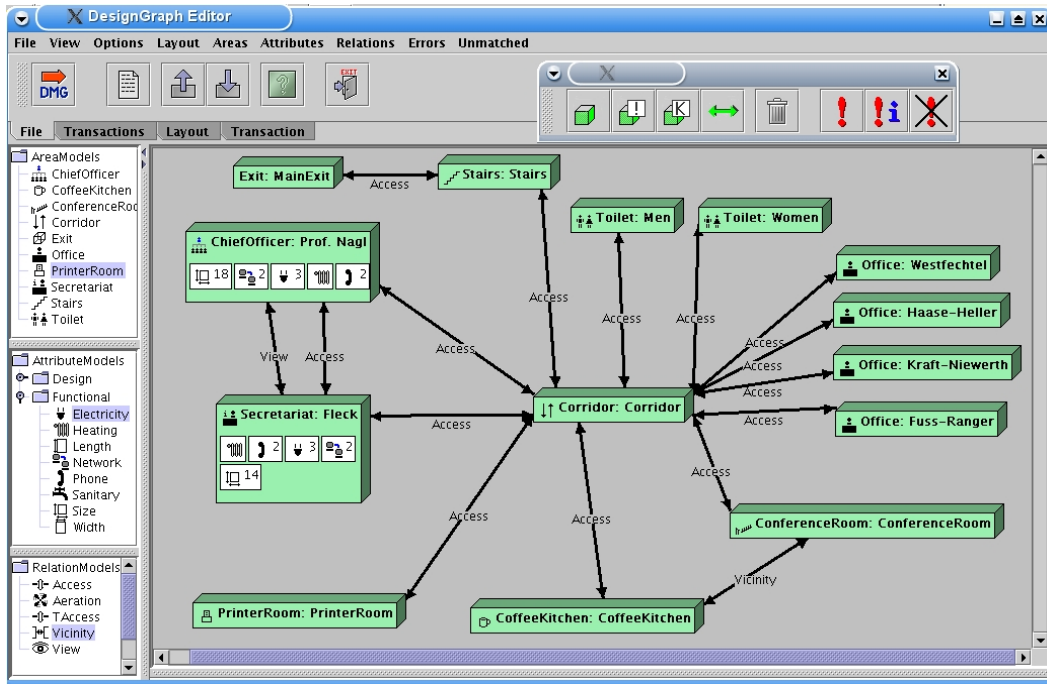 DesignGraph Editor
File View Options Layout Areas Attributes Relations Errors Unmatched
DMG
EXIT
File Transactions Layout Transaction
AreaModels
ChiefOfficer
CoffeeKitchen
ConferenceRoo
Corridor
Exit
Office
PrinterRoom
Secretariat
Stairs
Toilet
AttributeModels
Design
Functional
Electricity
Heating
Length
Network
Phone
Sanitary
Size
Width
RelationModels
Access
Aeration
TAccess
Vicinity
View
Exit: MainExit
Access
Stairs: Stairs
Toilet: Men
Toilet: Women
ChiefOfficer: Prof. Nagl
18 2 3 2
Office: Westfechtel
Office: Haase-Heller
Office: Kraft-Niewerth
Office: Fuss-Ranger
Access
Access
Access
Access
View
Access
Access
Access
Access
Access
Corridor: Corridor
Secretariat: Fleck
2 3 2
14
Access
Access
Access
Access
Access
ConferenceRoom: ConferenceRoom
Vicinity
PrinterRoom: PrinterRoom
CoffeeKitchen: CoffeeKitchen